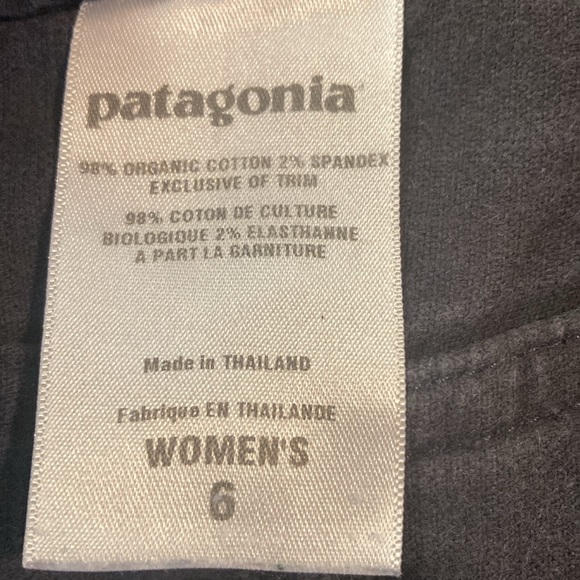 patagonia
98% ORGANIC COTTON 2% SPANDEX
EXCLUSIVE OF TRIM
98% COTON DE CULTURE
BIOLOGIQUE 2% ELASTHANNE
A PART LA GARNITURE
Made in THAILAND
Fabrique EN THAILANDE
WOMEN'S
6